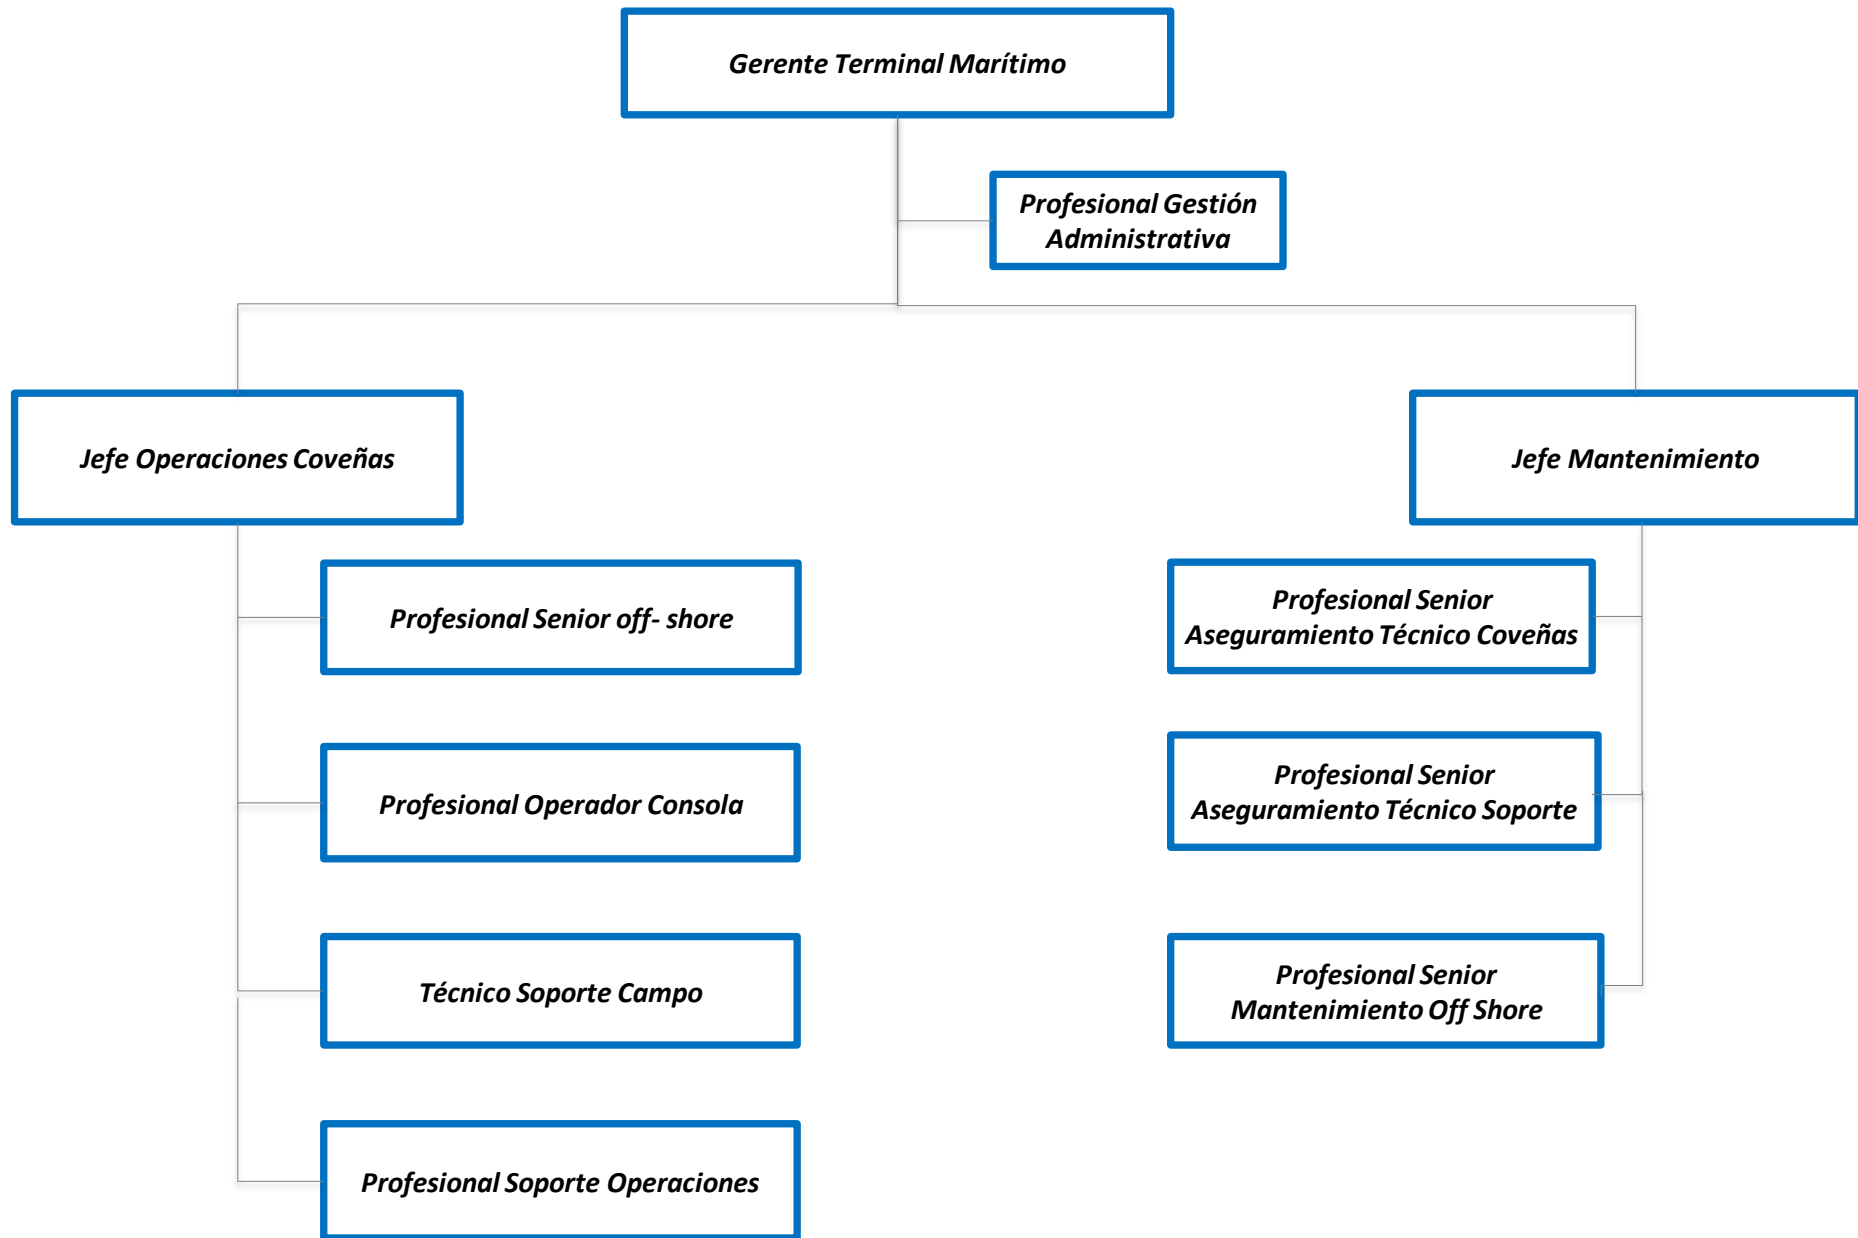 Gerente Terminal Marítimo
Profesional Gestión
Administrativa
Jefe Operaciones Coveñas
Jefe Mantenimiento
Profesional Senior off- shore
Profesional Operador Consola
Técnico Soporte Campo
Profesional Soporte Operaciones
Profesional Senior
Aseguramiento Técnico Coveñas
Profesional Senior
Aseguramiento Técnico Soporte
Profesional Senior
Mantenimiento Off Shore